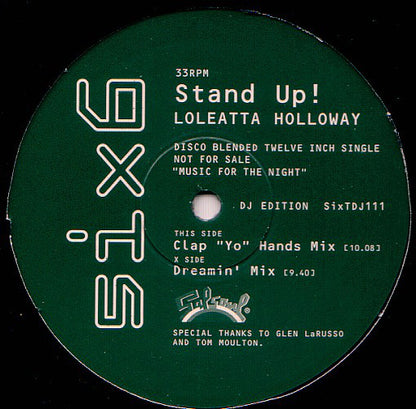 six6
33RPM
Stand Up!
LOLEATTA HOLLOWAY
DISCO BLENDED TWELVE INCH SINGLE
NOT FOR SALE
"MUSIC FOR THE NIGHT"
DJ EDITION SixTDJ111
THIS SIDE
Clap "Yo" Hands Mix [10.08]
X SIDE
Dreamin' Mix [9.40]
Salsoul
SPECIAL THANKS TO GLEN LaRUSSO
AND TOM MOULTON.